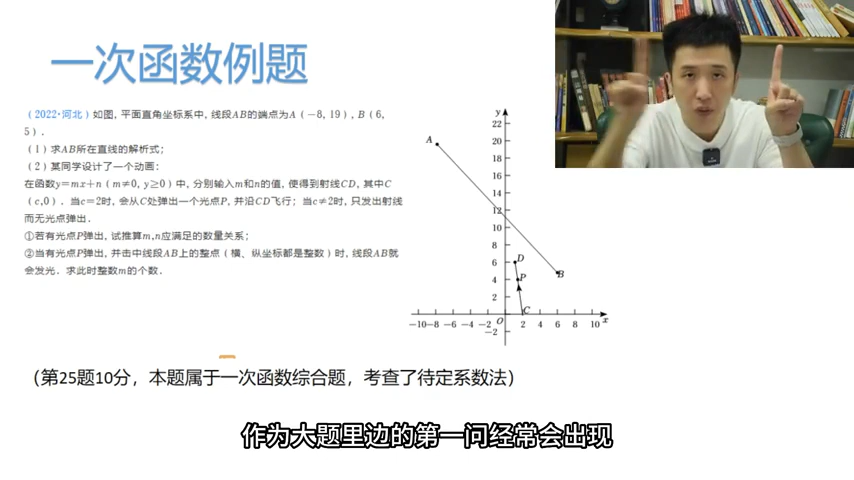 一次函数例题
（2022·河北）如图，平面直角坐标系中，线段AB的端点为A（－8，19），B（6，
5）．
（1）求AB所在直线的解析式；
（2）某同学设计了一个动画：
在函数y=mx+n（m≠0，y≥0）中，分别输入m和n的值，使得到射线CD，其中C
（c,0）．当c=2时，会从C处弹出一个光点P，并沿CD飞行；当c≠2时，只发出射线
而无光点弹出．
①若有光点P弹出，试推算m,n应满足的数量关系；
②当有光点P弹出，并击中线段AB上的整点（横、纵坐标都是整数）时，线段AB就
会发光．求此时整数m的个数．
y
22
A
20
18
16
14
12
10
8
6
D
B
4
P
2
C
−10−8 −6 −4 −2 O 2 4 6 8 10 x
−2
（第25题10分，本题属于一次函数综合题，考查了待定系数法）
作为大题里边的第一问经常会出现